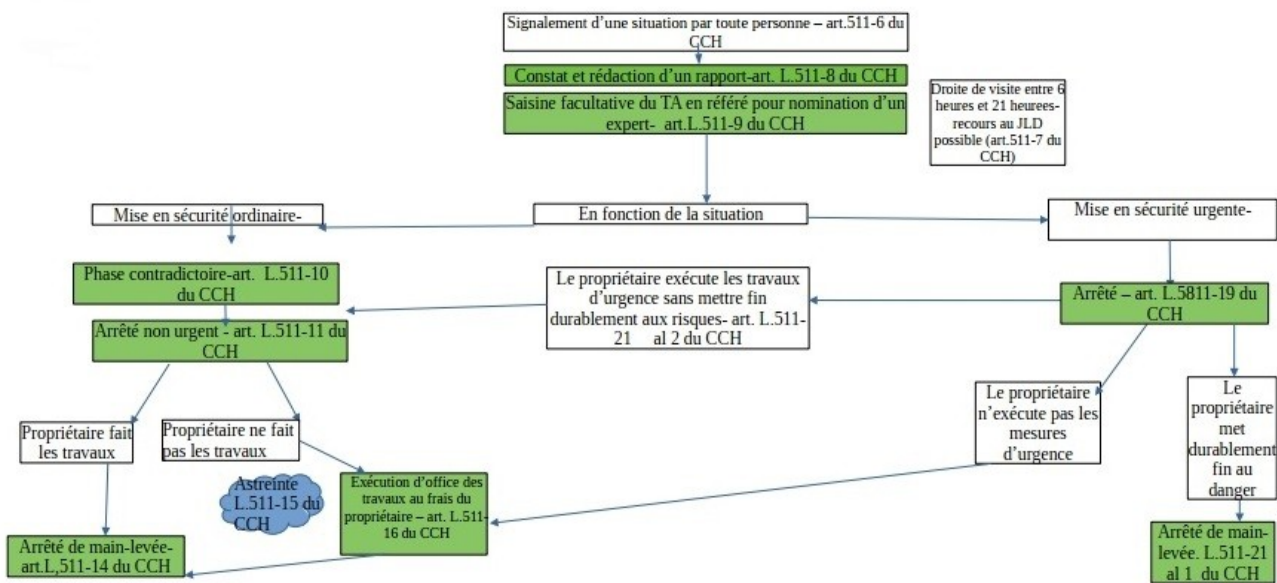 Signalement d’une situation par toute personne – art.511-6 du
CCH
Constat et rédaction d’un rapport-art. L.511-8 du CCH
Saisine facultative du TA en référé pour nomination d’un
expert- art.L.511-9 du CCH
Droite de visite entre 6
heures et 21 heurees-
recours au JLD
possible (art.511-7 du
CCH)
Mise en sécurité ordinaire-
En fonction de la situation
Mise en sécurité urgente-
Phase contradictoire-art. L.511-10
du CCH
Le propriétaire exécute les travaux
d’urgence sans mettre fin
durablement aux risques- art. L.511-
21 al 2 du CCH
Arrêté – art. L.5811-19 du
CCH
Arrêté non urgent - art. L.511-11 du
CCH
Propriétaire fait
les travaux
Propriétaire ne fait
pas les travaux
Le propriétaire
n’exécute pas les
mesures
d’urgence
Le
propriétaire
met
durablement
fin au
danger
Astreinte
L.511-15 du
CCH
Exécution d’office des
travaux au frais du
propriétaire – art. L.511-
16 du CCH
Arrêté de main-levée-
art.L,511-14 du CCH
Arrêté de main-
levée. L.511-21
al 1 du CCH